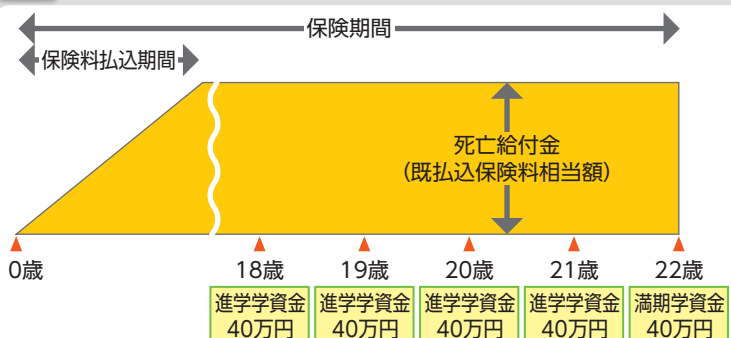 保険期間
保険料払込期間
死亡給付金
(既払込保険料相当額)
0歳
18歳
19歳
20歳
21歳
22歳
進学学資金
40万円
進学学資金
40万円
進学学資金
40万円
進学学資金
40万円
満期学資金
40万円